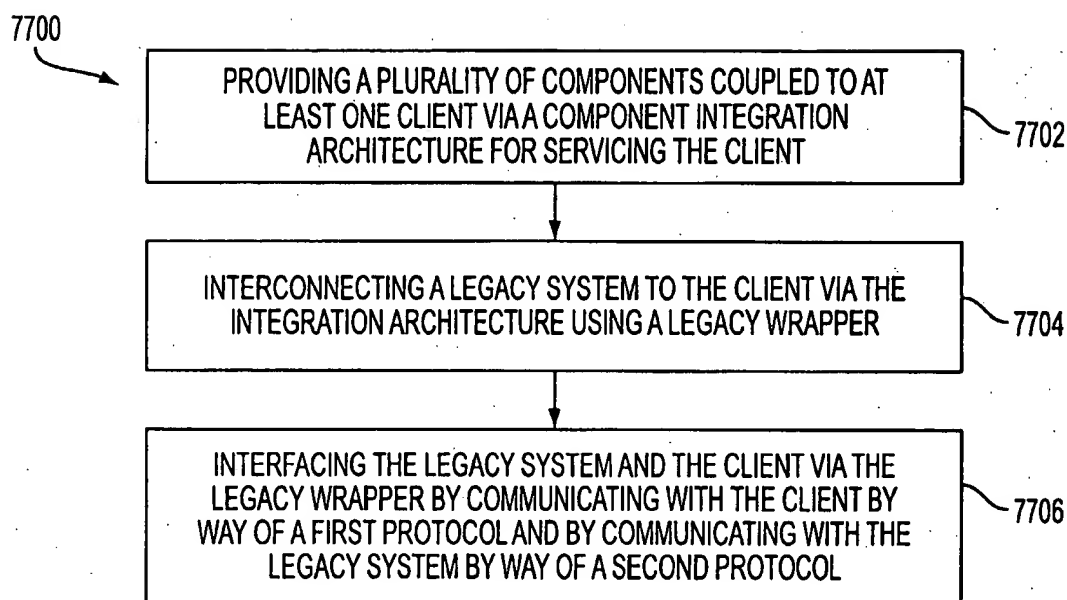 7700
PROVIDING A PLURALITY OF COMPONENTS COUPLED TO AT
LEAST ONE CLIENT VIA A COMPONENT INTEGRATION
ARCHITECTURE FOR SERVICING THE CLIENT
7702
INTERCONNECTING A LEGACY SYSTEM TO THE CLIENT VIA THE
INTEGRATION ARCHITECTURE USING A LEGACY WRAPPER
7704
INTERFACING THE LEGACY SYSTEM AND THE CLIENT VIA THE
LEGACY WRAPPER BY COMMUNICATING WITH THE CLIENT BY
WAY OF A FIRST PROTOCOL AND BY COMMUNICATING WITH THE
LEGACY SYSTEM BY WAY OF A SECOND PROTOCOL
7706